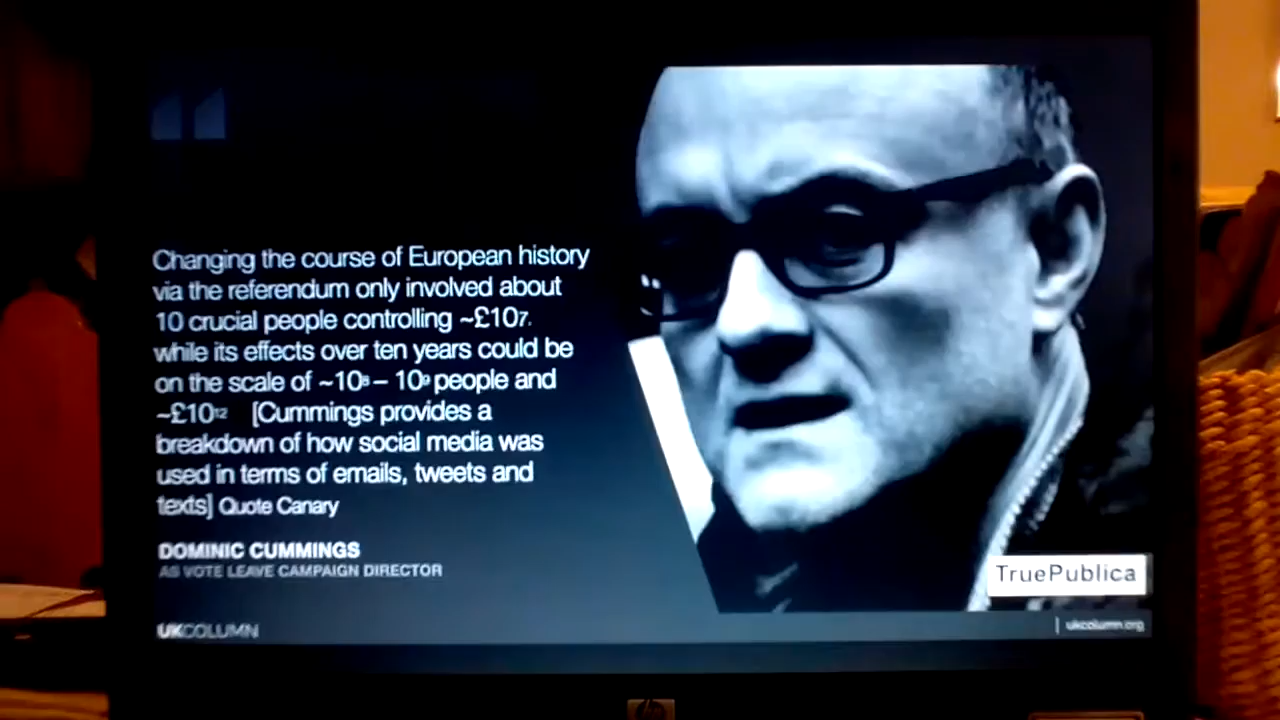 Changing the course of European history
via the referendum only involved about
10 crucial people controlling ~£10⁷.
while its effects over ten years could be
on the scale of ~10⁸ – 10⁹ people and
~£10¹² [Cummings provides a
breakdown of how social media was
used in terms of emails, tweets and
texts] Quote Canary
DOMINIC CUMMINGS
AS VOTE LEAVE CAMPAIGN DIRECTOR
TruePublica
UKCOLUMN
ukcolumn.org
hp